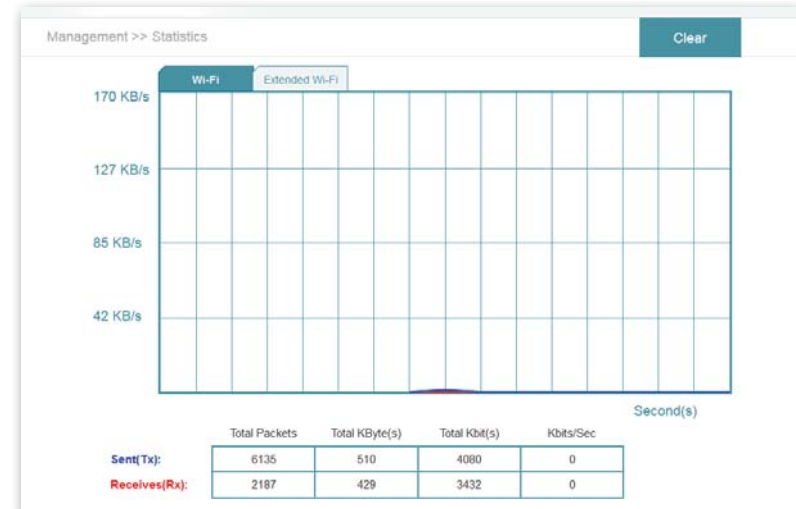 Management >> Statistics Clear
Wi-Fi Extended Wi-Fi
170 KB/s
127 KB/s
85 KB/s
42 KB/s
Second(s)
Total Packets Total KByte(s) Total Kbit(s) Kbits/Sec
Sent(Tx): 6135 510 4080 0
Receives(Rx): 2187 429 3432 0